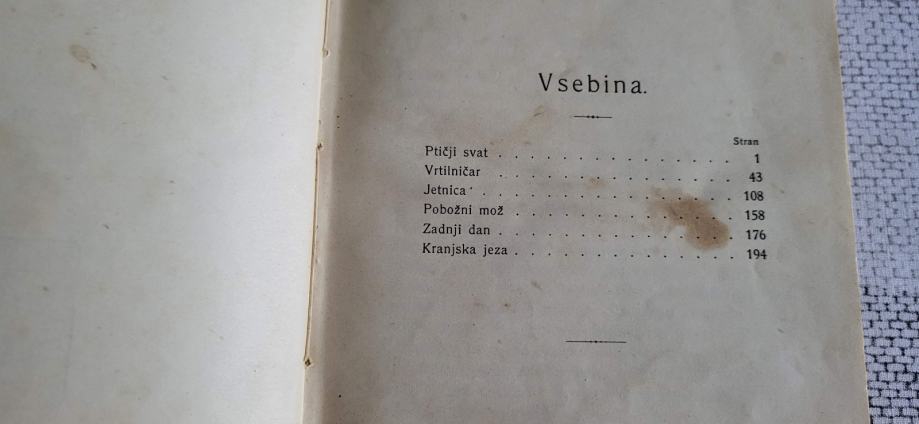 Vsebina.
Stran
Ptičji svat . . . . . . . . . . . . . . . 1
Vrtilničar . . . . . . . . . . . . . . . 43
Jetnica . . . . . . . . . . . . . . . . 108
Pobožni mož . . . . . . . . . . . . . . 158
Zadnji dan . . . . . . . . . . . . . . . 176
Kranjska jeza . . . . . . . . . . . . . . 194